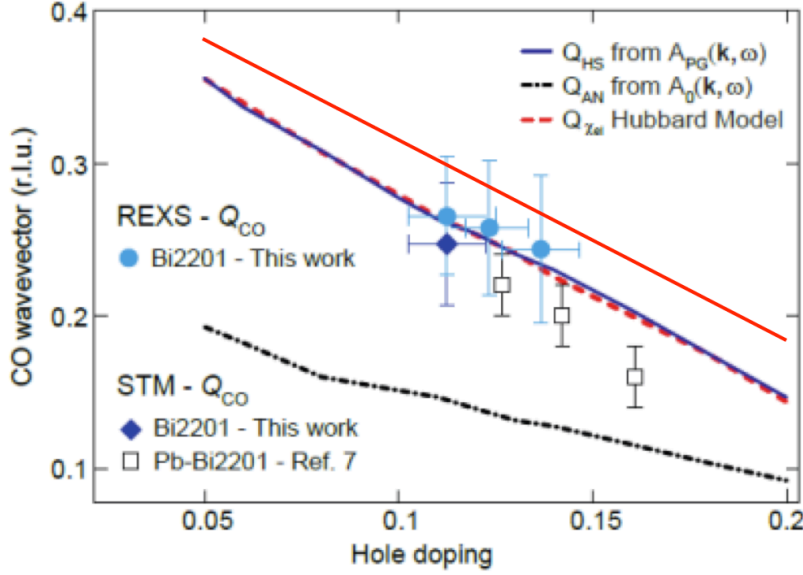 0.4
0.3
0.2
0.1
CO wavevector (r.l.u.)
Q_HS from A_PG(k, ω)
Q_AN from A_0(k, ω)
Q_χel Hubbard Model
REXS - Q_CO
Bi2201 - This work
STM - Q_CO
Bi2201 - This work
Pb-Bi2201 - Ref. 7
0.05
0.1
0.15
0.2
Hole doping